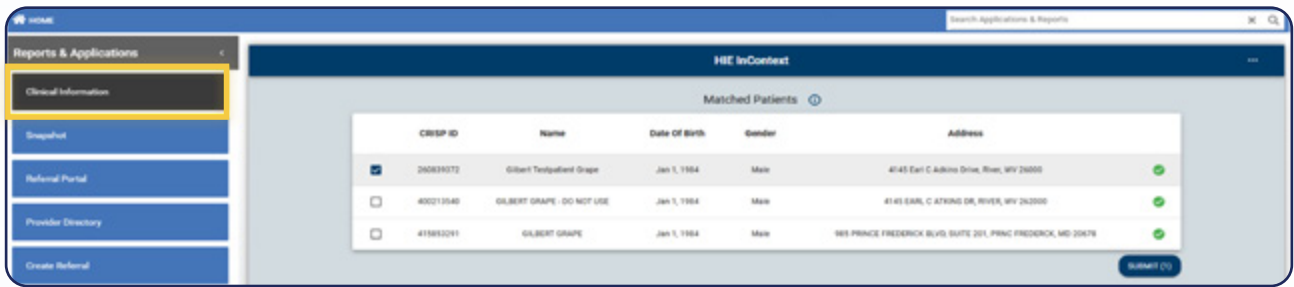 HOME
Search Applications & Reports
Reports & Applications
HIE InContext
Clinical Information
Matched Patients
CRISP ID Name Date Of Birth Gender Address
Snapshot
260839372 Gilbert Testpatient Grape Jan 1, 1984 Male 4145 Earl C Adkins Drive, River, WV 26000
Referral Portal
400213540 GILBERT GRAPE - DO NOT USE Jan 1, 1984 Male 4145 EARL C ATKINS DR, RIVER, WV 262000
Provider Directory
415853291 GILBERT GRAPE Jan 1, 1984 Male 985 PRINCE FREDERICK BLVD, SUITE 201, PRNC FREDERCK, MD 20678
Create Referral
SUBMIT (1)